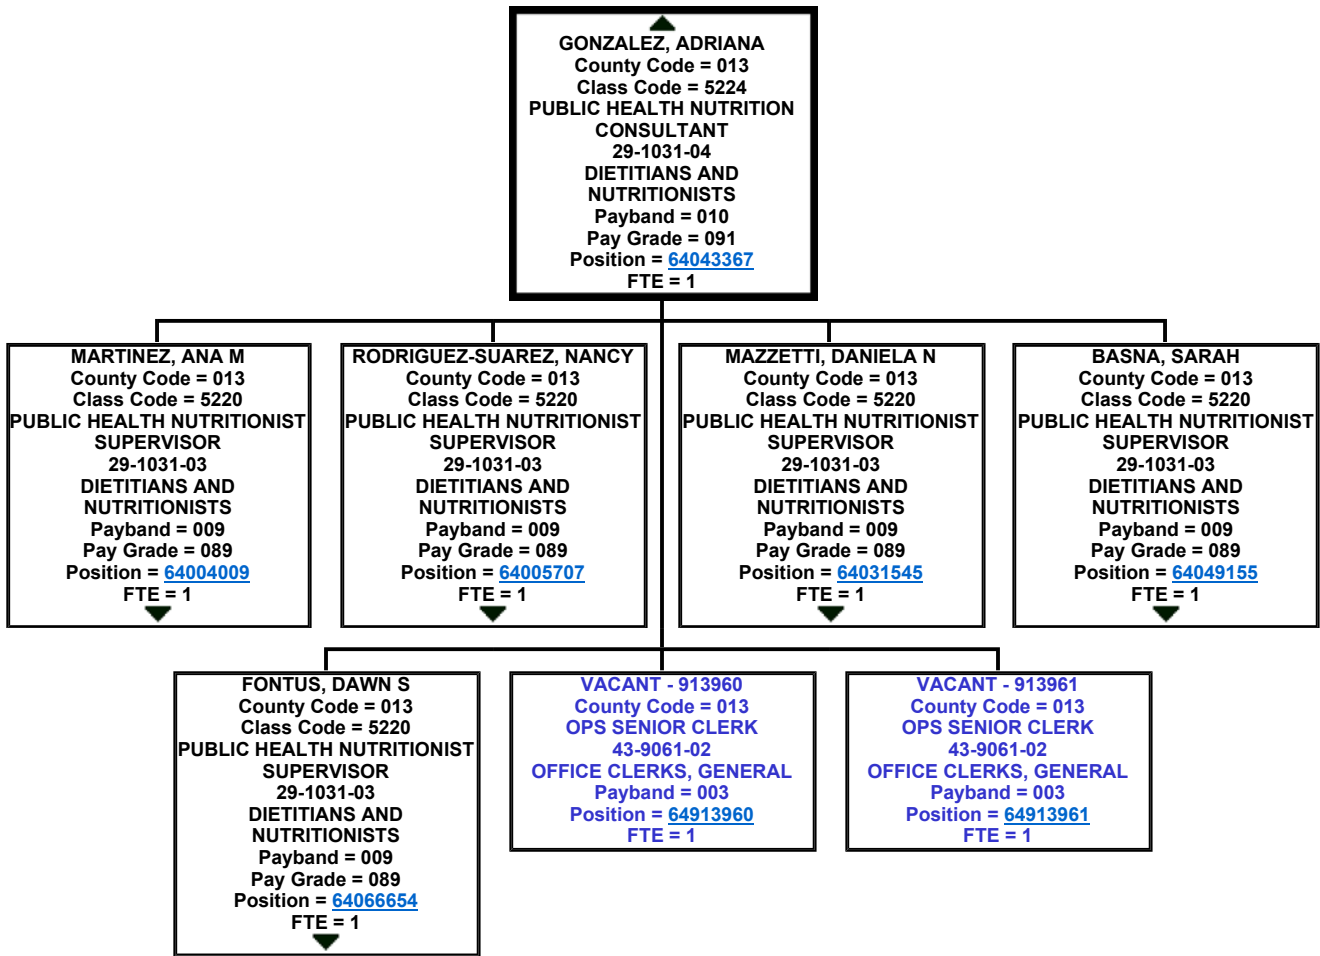 GONZALEZ, ADRIANA
County Code = 013
Class Code = 5224
PUBLIC HEALTH NUTRITION
CONSULTANT
29-1031-04
DIETITIANS AND
NUTRITIONISTS
Payband = 010
Pay Grade = 091
Position = 64043367
FTE = 1
MARTINEZ, ANA M
County Code = 013
Class Code = 5220
PUBLIC HEALTH NUTRITIONIST
SUPERVISOR
29-1031-03
DIETITIANS AND
NUTRITIONISTS
Payband = 009
Pay Grade = 089
Position = 64004009
FTE = 1
RODRIGUEZ-SUAREZ, NANCY
County Code = 013
Class Code = 5220
PUBLIC HEALTH NUTRITIONIST
SUPERVISOR
29-1031-03
DIETITIANS AND
NUTRITIONISTS
Payband = 009
Pay Grade = 089
Position = 64005707
FTE = 1
MAZZETTI, DANIELA N
County Code = 013
Class Code = 5220
PUBLIC HEALTH NUTRITIONIST
SUPERVISOR
29-1031-03
DIETITIANS AND
NUTRITIONISTS
Payband = 009
Pay Grade = 089
Position = 64031545
FTE = 1
BASNA, SARAH
County Code = 013
Class Code = 5220
PUBLIC HEALTH NUTRITIONIST
SUPERVISOR
29-1031-03
DIETITIANS AND
NUTRITIONISTS
Payband = 009
Pay Grade = 089
Position = 64049155
FTE = 1
FONTUS, DAWN S
County Code = 013
Class Code = 5220
PUBLIC HEALTH NUTRITIONIST
SUPERVISOR
29-1031-03
DIETITIANS AND
NUTRITIONISTS
Payband = 009
Pay Grade = 089
Position = 64066654
FTE = 1
VACANT - 913960
County Code = 013
OPS SENIOR CLERK
43-9061-02
OFFICE CLERKS, GENERAL
Payband = 003
Position = 64913960
FTE = 1
VACANT - 913961
County Code = 013
OPS SENIOR CLERK
43-9061-02
OFFICE CLERKS, GENERAL
Payband = 003
Position = 64913961
FTE = 1